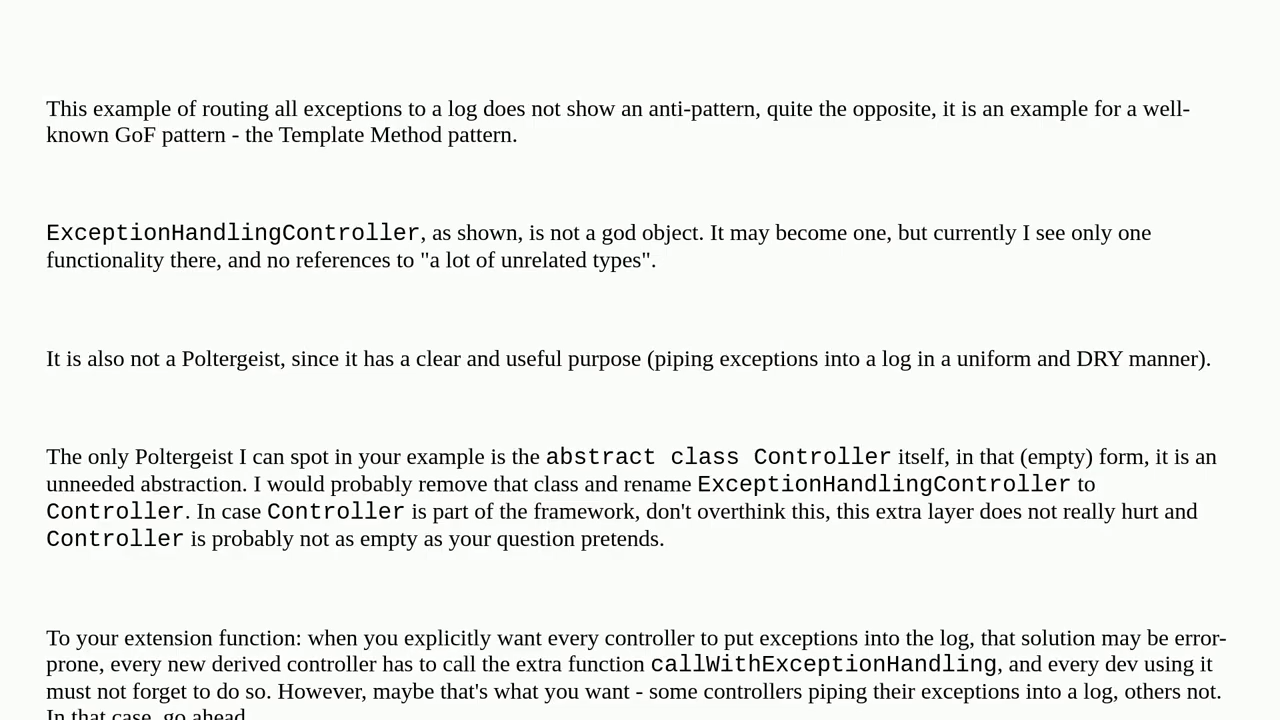 This example of routing all exceptions to a log does not show an anti-pattern, quite the opposite, it is an example for a well-
known GoF pattern - the Template Method pattern.
ExceptionHandlingController, as shown, is not a god object. It may become one, but currently I see only one
functionality there, and no references to "a lot of unrelated types".
It is also not a Poltergeist, since it has a clear and useful purpose (piping exceptions into a log in a uniform and DRY manner).
The only Poltergeist I can spot in your example is the abstract class Controller itself, in that (empty) form, it is an
unneeded abstraction. I would probably remove that class and rename ExceptionHandlingController to
Controller. In case Controller is part of the framework, don't overthink this, this extra layer does not really hurt and
Controller is probably not as empty as your question pretends.
To your extension function: when you explicitly want every controller to put exceptions into the log, that solution may be error-
prone, every new derived controller has to call the extra function callWithExceptionHandling, and every dev using it
must not forget to do so. However, maybe that's what you want - some controllers piping their exceptions into a log, others not.
In that case, go ahead.